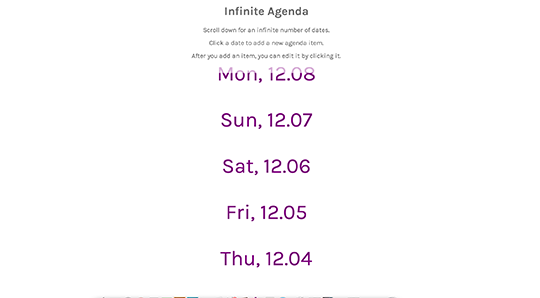 Infinite Agenda
Scroll down for an infinite number of dates.
Click a date to add a new agenda item.
After you add an item, you can edit it by clicking it.
Mon, 12.08
Sun, 12.07
Sat, 12.06
Fri, 12.05
Thu, 12.04